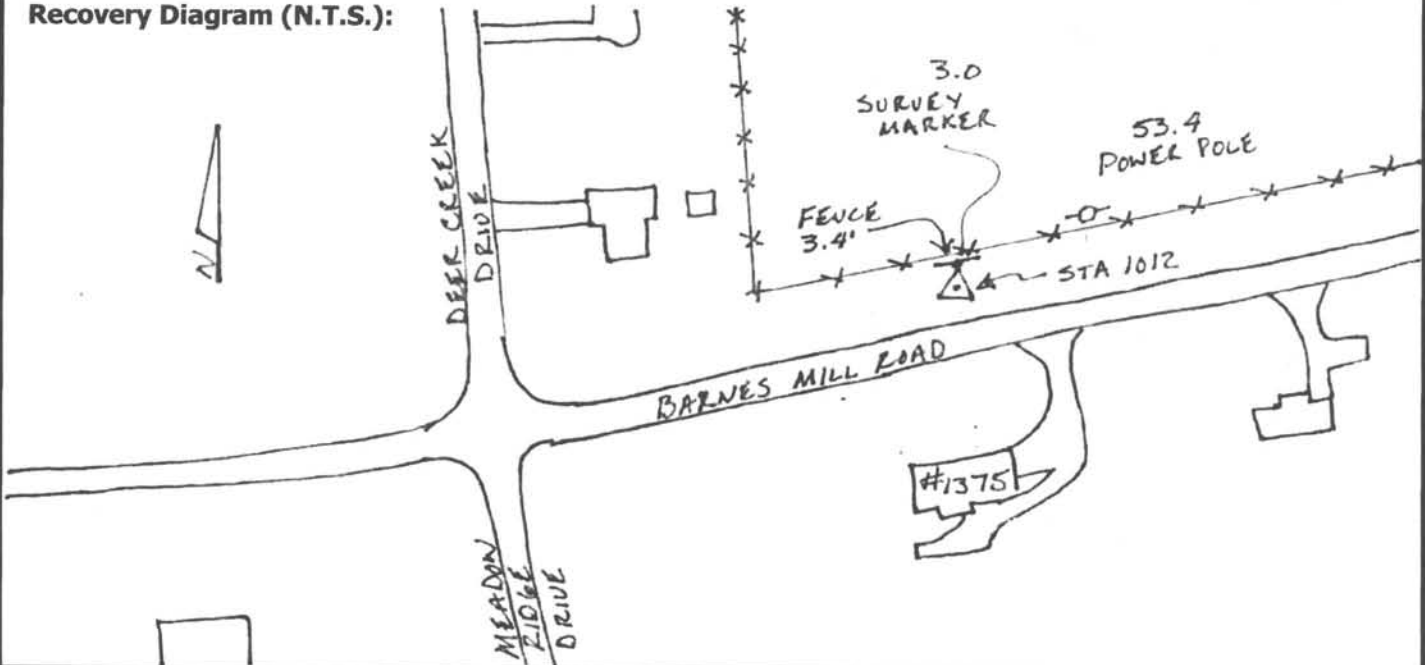 Recovery Diagram (N.T.S.):
3.0
SURVEY
MARKER
53.4
POWER POLE
FENCE
3.4'
STA 1012
DEER CREEK
DRIVE
N
BARNES MILL ROAD
#1375
MEADOW
RIDGE
DRIVE